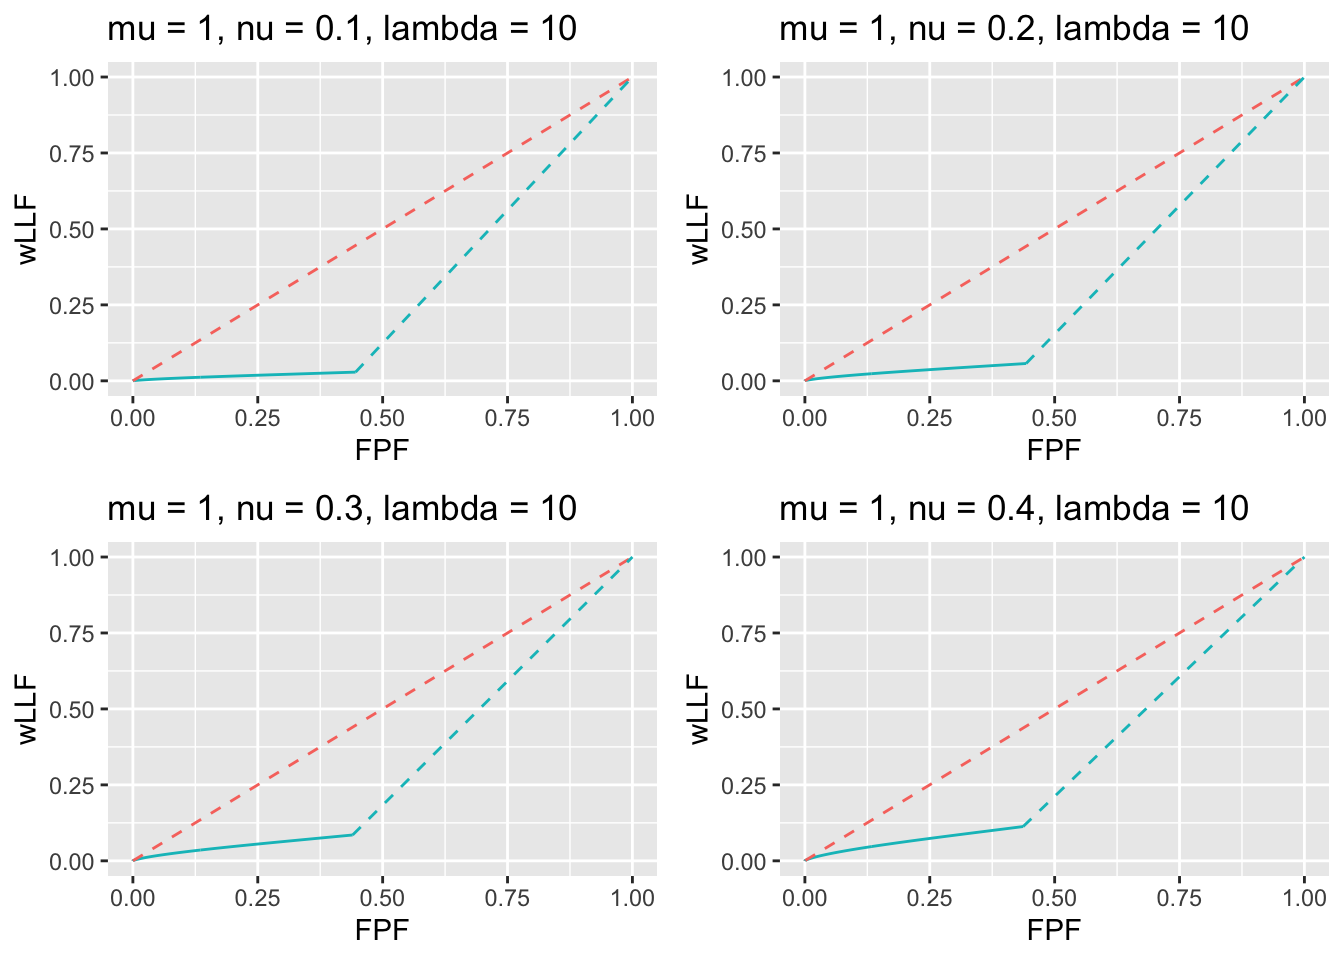 mu = 1, nu = 0.1, lambda = 10
1.00
0.75
0.50
0.25
0.00
wLLF
0.00 0.25 0.50 0.75 1.00
FPF
mu = 1, nu = 0.2, lambda = 10
1.00
0.75
0.50
0.25
0.00
wLLF
0.00 0.25 0.50 0.75 1.00
FPF
mu = 1, nu = 0.3, lambda = 10
1.00
0.75
0.50
0.25
0.00
wLLF
0.00 0.25 0.50 0.75 1.00
FPF
mu = 1, nu = 0.4, lambda = 10
1.00
0.75
0.50
0.25
0.00
wLLF
0.00 0.25 0.50 0.75 1.00
FPF